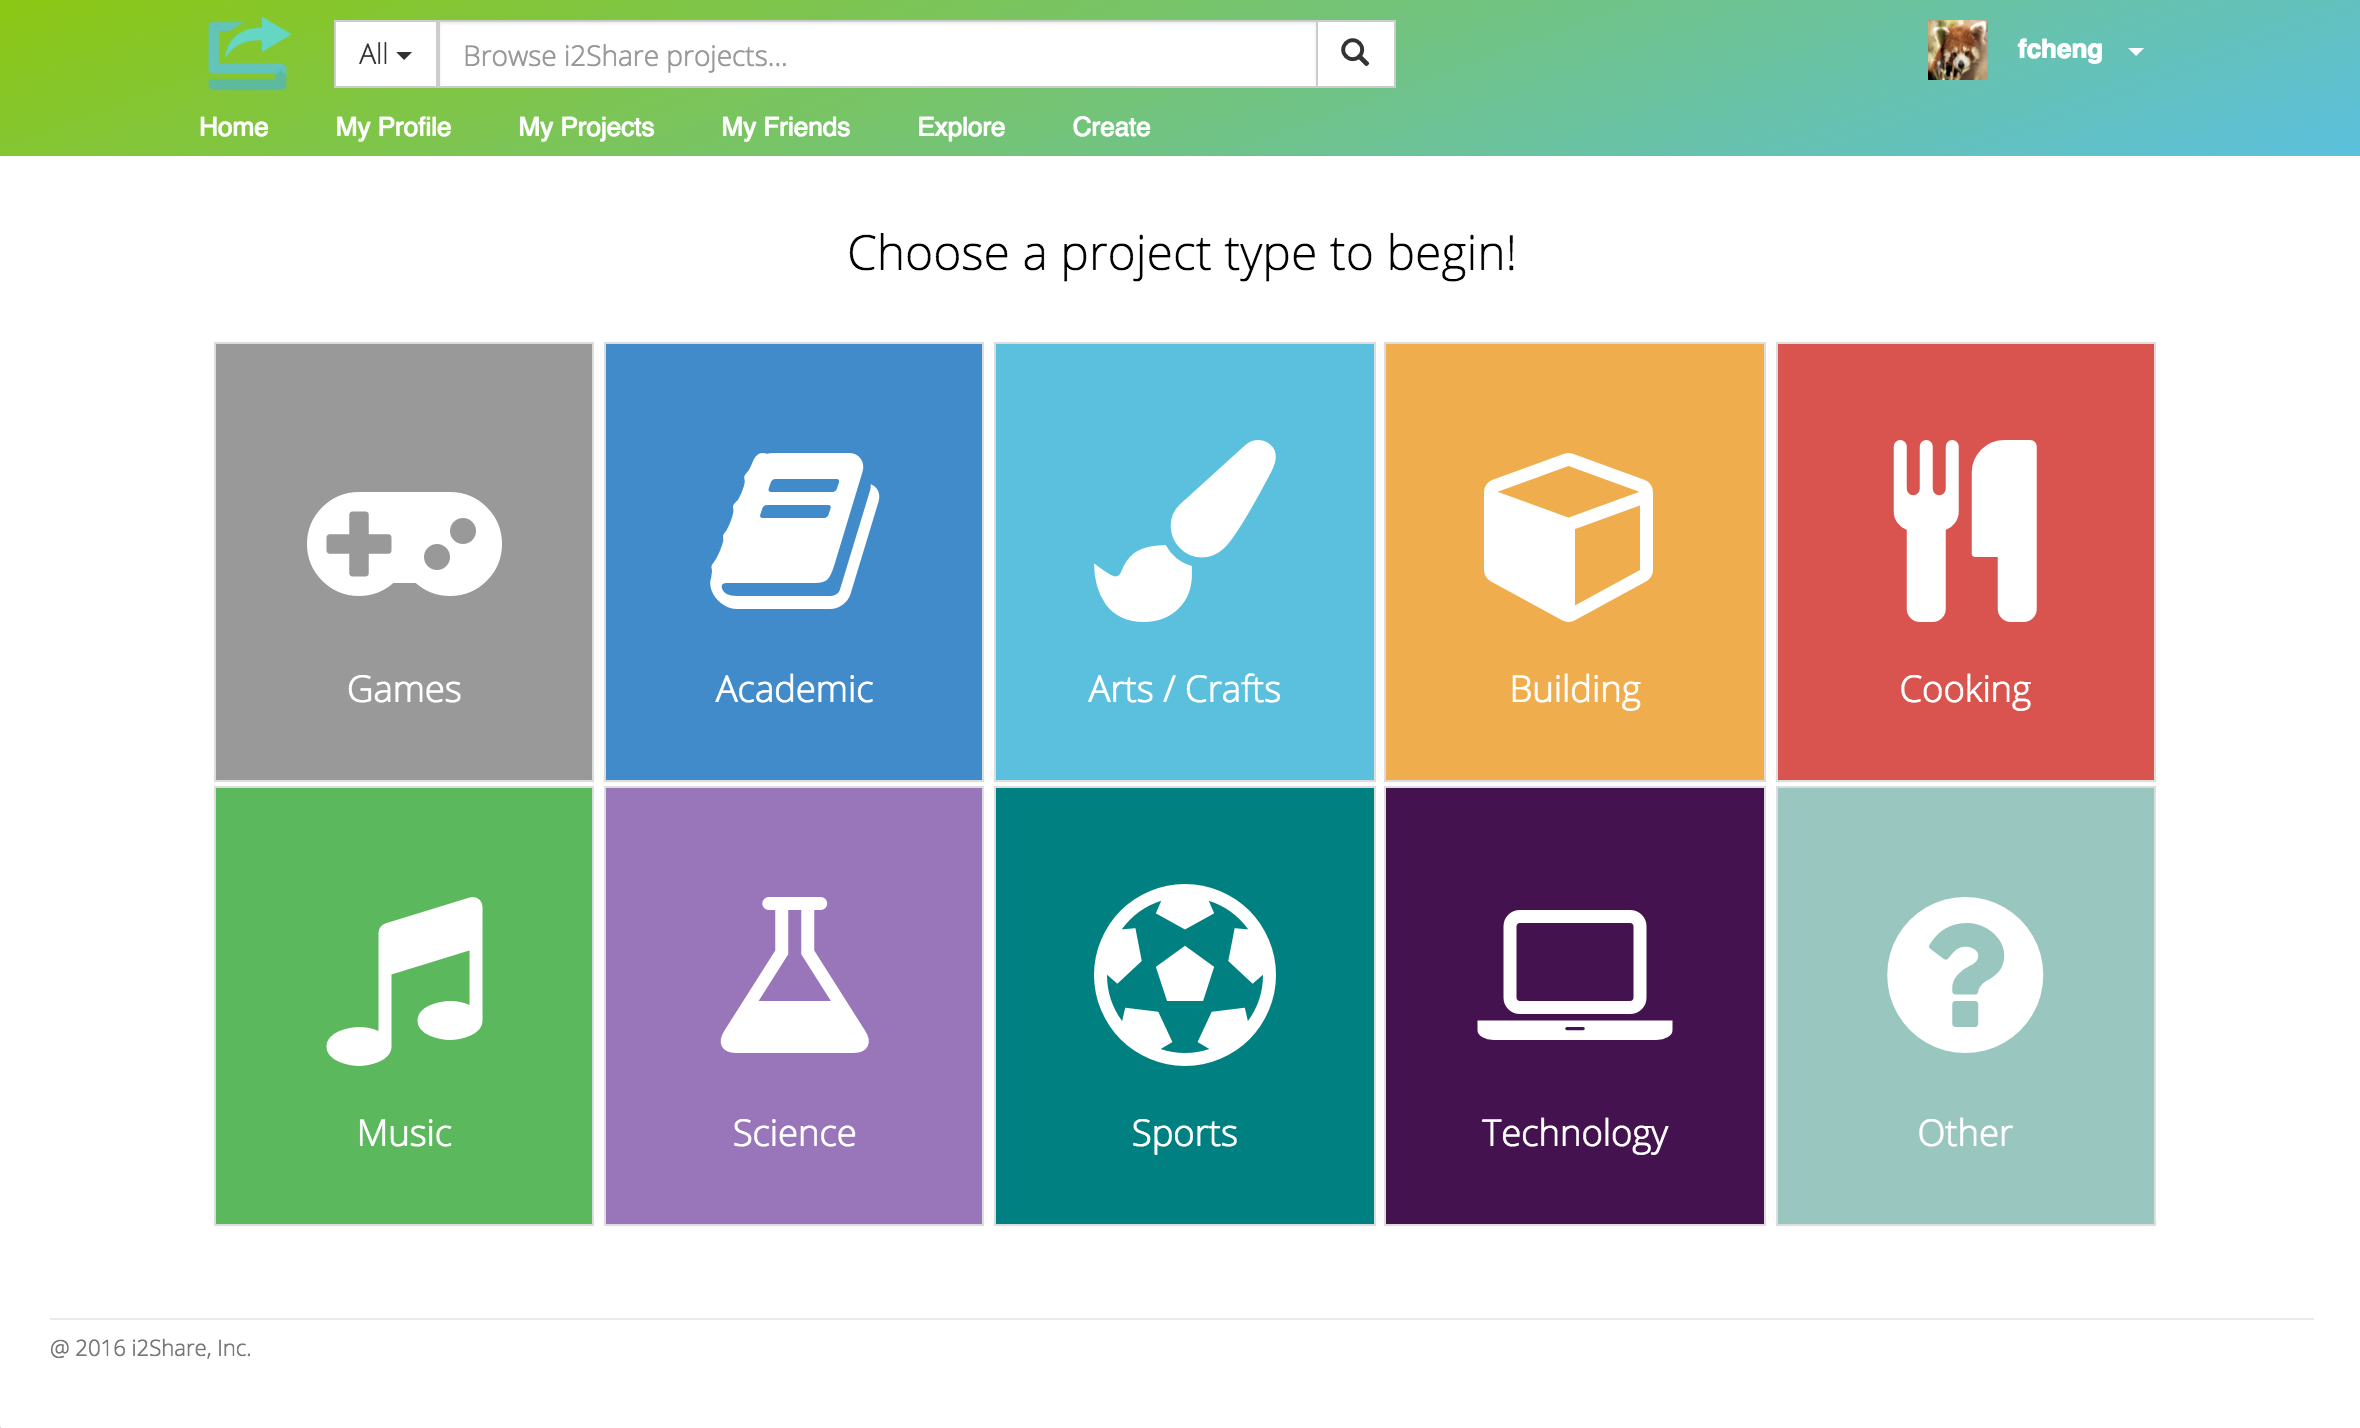 All
Browse i2Share projects...
fcheng
Home My Profile My Projects My Friends Explore Create
Choose a project type to begin!
Games Academic Arts / Crafts Building Cooking
Music Science Sports Technology Other
@ 2016 i2Share, Inc.